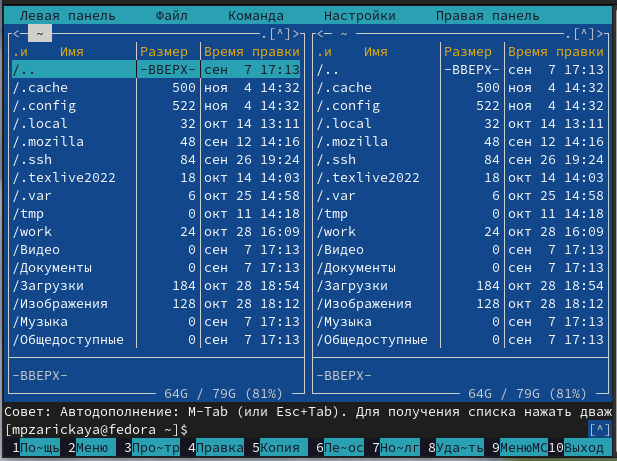 Левая панель Файл Команда Настройки Правая панель
<- ~ .[^]> <- ~ .[^]>
.и Имя Размер Время правки .и Имя Размер Время правки
/.. -ВВЕРХ- сен 7 17:13 /.. -ВВЕРХ- сен 7 17:13
/.cache 500 ноя 4 14:32 /.cache 500 ноя 4 14:32
/.config 522 ноя 4 14:32 /.config 522 ноя 4 14:32
/.local 32 окт 14 13:11 /.local 32 окт 14 13:11
/.mozilla 48 сен 12 14:16 /.mozilla 48 сен 12 14:16
/.ssh 84 сен 26 19:24 /.ssh 84 сен 26 19:24
/.texlive2022 18 окт 14 14:03 /.texlive2022 18 окт 14 14:03
/.var 6 окт 25 14:58 /.var 6 окт 25 14:58
/tmp 0 окт 11 14:18 /tmp 0 окт 11 14:18
/work 24 окт 28 16:09 /work 24 окт 28 16:09
/Видео 0 сен 7 17:13 /Видео 0 сен 7 17:13
/Документы 0 сен 7 17:13 /Документы 0 сен 7 17:13
/Загрузки 184 окт 28 18:54 /Загрузки 184 окт 28 18:54
/Изображения 128 окт 28 18:12 /Изображения 128 окт 28 18:12
/Музыка 0 сен 7 17:13 /Музыка 0 сен 7 17:13
/Общедоступные 0 сен 7 17:13 /Общедоступные 0 сен 7 17:13
-ВВЕРХ- -ВВЕРХ-
64G / 79G (81%) 64G / 79G (81%)
Совет: Автодополнение: M-Tab (или Esc+Tab). Для получения списка нажать дваж
[mpzarickaya@fedora ~]$ [^]
1По~щь 2Меню 3Про~тр 4Правка 5Копия 6Пе~ос 7Но~лг 8Уда~ть 9МенюMC 10Выход